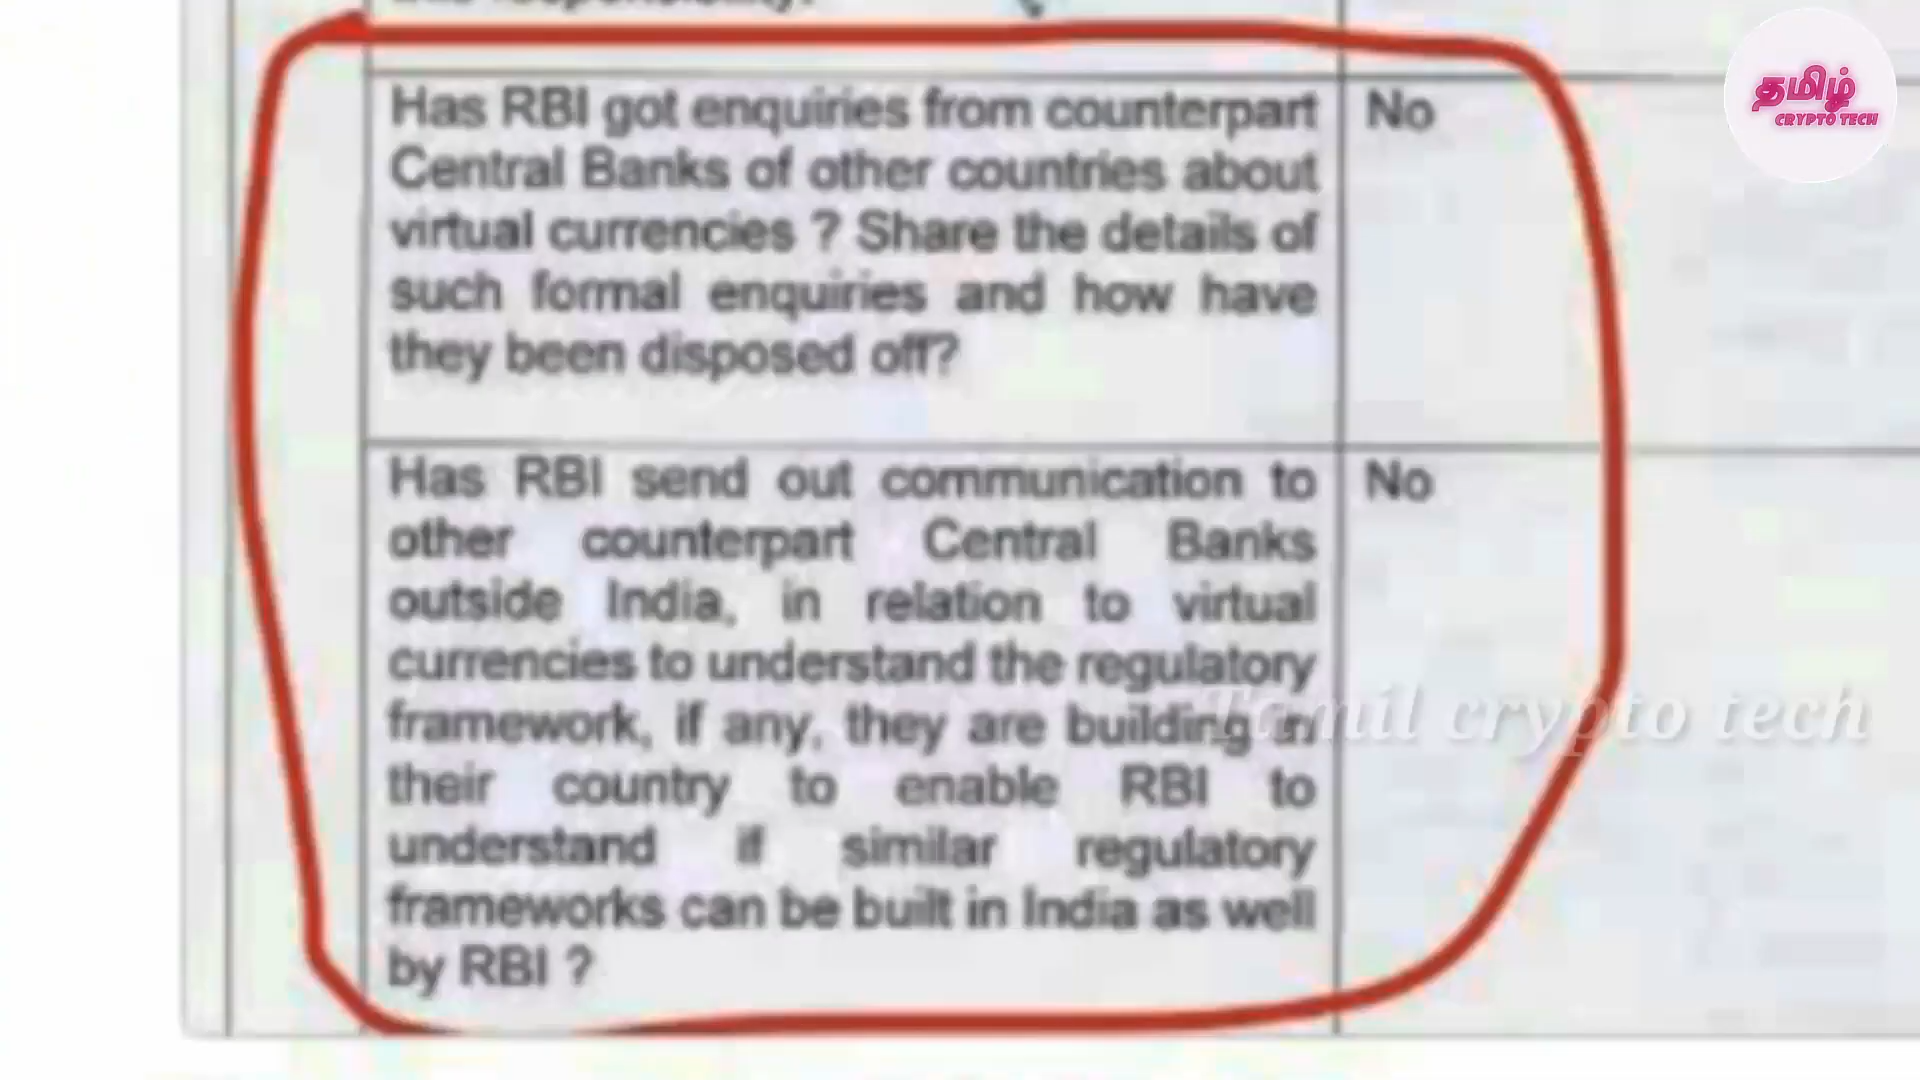 Has RBI got enquiries from counterpart
Central Banks of other countries about
virtual currencies ? Share the details of
such formal enquiries and how have
they been disposed off?
No
Has RBI send out communication to
other counterpart Central Banks
outside India, in relation to virtual
currencies to understand the regulatory
framework, if any, they are building in
their country to enable RBI to
understand if similar regulatory
frameworks can be built in India as well
by RBI ?
No
தமிழ்
CRYPTO TECH
Tamil crypto tech